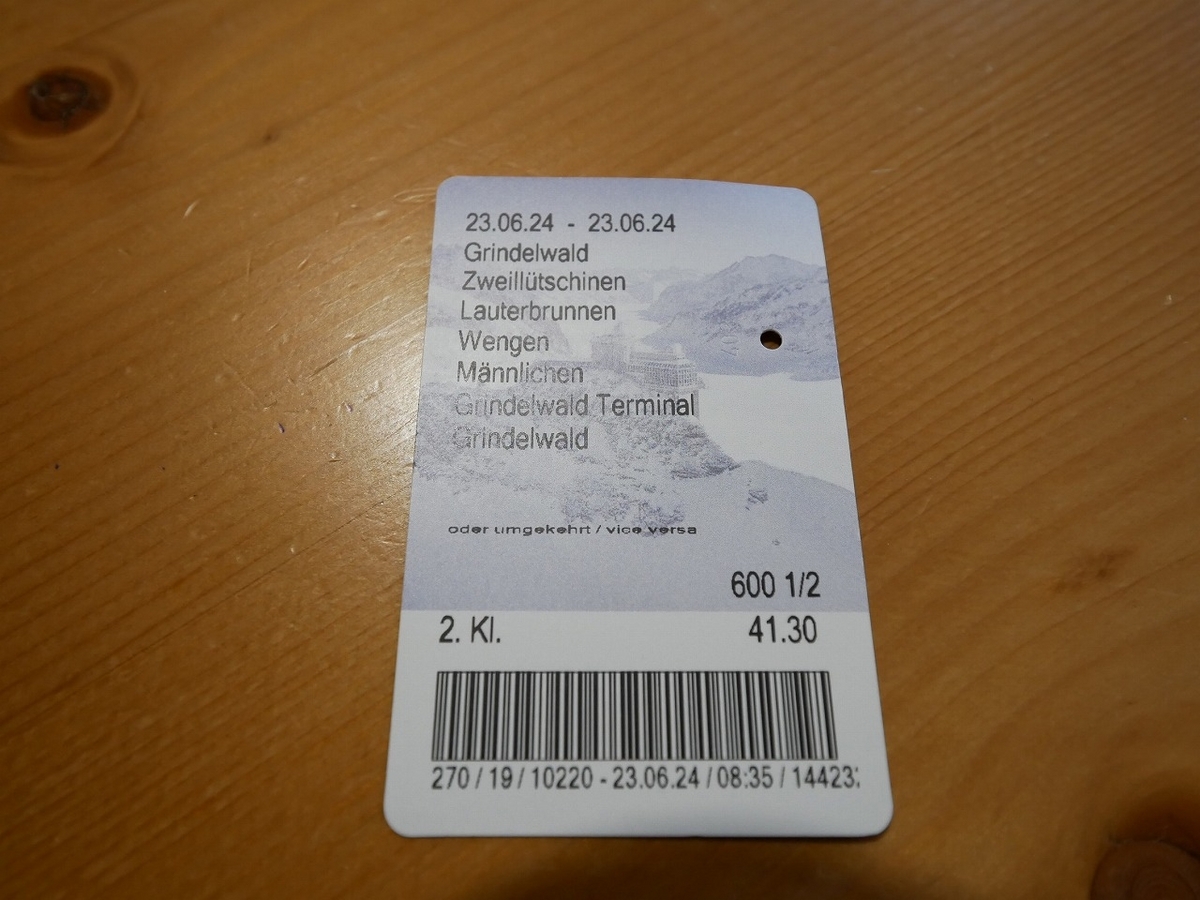 23.06.24 - 23.06.24
Grindelwald
Zweillütschinen
Lauterbrunnen
Wengen
Männlichen
Grindelwald Terminal
Grindelwald
oder umgekehrt / vice versa
600 1/2
2. Kl. 41.30
270 / 19 / 10220 - 23.06.24 / 08:35 / 14423